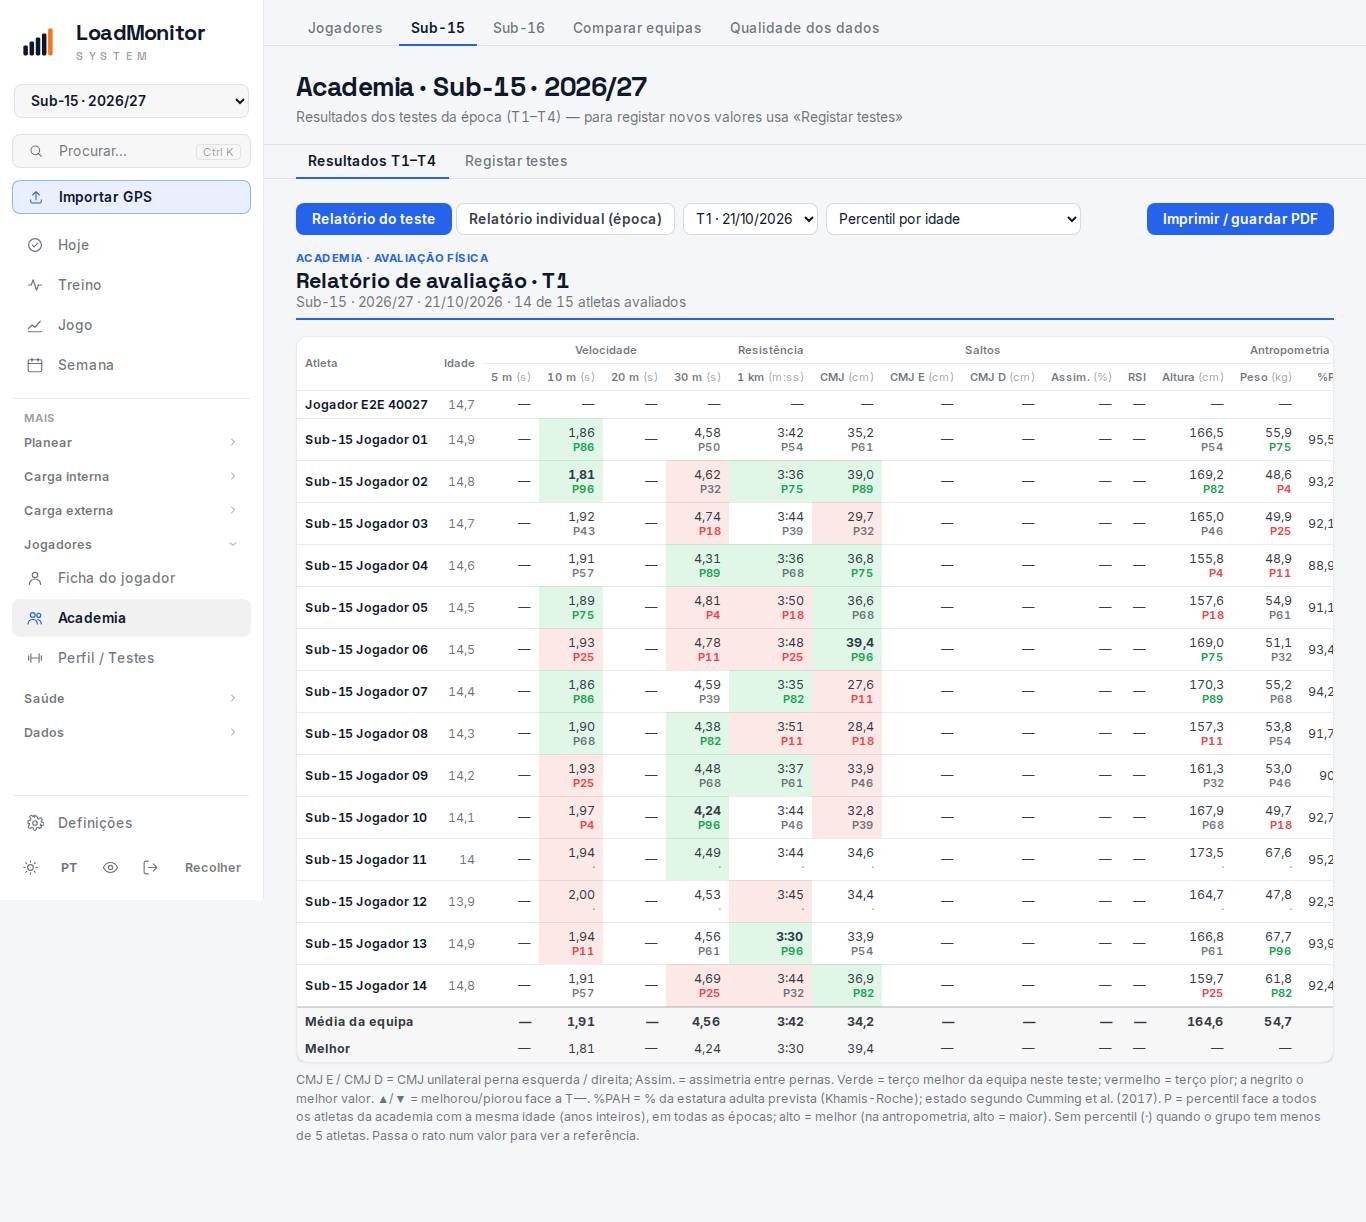 LoadMonitor
SYSTEM
Sub-15 · 2026/27
Procurar... Ctrl K
Importar GPS
Hoje
Treino
Jogo
Semana
MAIS
Planear
Carga interna
Carga externa
Jogadores
Ficha do jogador
Academia
Perfil / Testes
Saúde
Dados
Definições
PT Recolher
Jogadores Sub-15 Sub-16 Comparar equipas Qualidade dos dados
Academia · Sub-15 · 2026/27
Resultados dos testes da época (T1–T4) — para registar novos valores usa «Registar testes»
Resultados T1–T4 Registar testes
Relatório do teste Relatório individual (época) T1 · 21/10/2026 Percentil por idade Imprimir / guardar PDF
ACADEMIA · AVALIAÇÃO FÍSICA
Relatório de avaliação · T1
Sub-15 · 2026/27 · 21/10/2026 · 14 de 15 atletas avaliados
Atleta Idade Velocidade Resistência Saltos Antropometria
5 m (s) 10 m (s) 20 m (s) 30 m (s) 1 km (m:ss) CMJ (cm) CMJ E (cm) CMJ D (cm) Assim. (%) RSI Altura (cm) Peso (kg)
Jogador E2E 40027 14,7 — — — — — — — — — — — —
Sub-15 Jogador 01 14,9 — 1,86 — 4,58 3:42 35,2 — — — — 166,5 55,9 95,5
P86 P50 P54 P61 P54 P75
Sub-15 Jogador 02 14,8 — 1,81 — 4,62 3:36 39,0 — — — — 169,2 48,6 93,2
P96 P32 P75 P89 P82 P4
Sub-15 Jogador 03 14,7 — 1,92 — 4,74 3:44 29,7 — — — — 165,0 49,9 92,1
P43 P18 P39 P32 P46 P25
Sub-15 Jogador 04 14,6 — 1,91 — 4,31 3:36 36,8 — — — — 155,8 48,9 88,9
P57 P89 P68 P75 P4 P11
Sub-15 Jogador 05 14,5 — 1,89 — 4,81 3:50 36,6 — — — — 157,6 54,9 91,1
P75 P4 P18 P68 P18 P61
Sub-15 Jogador 06 14,5 — 1,93 — 4,78 3:48 39,4 — — — — 169,0 51,1 93,4
P25 P11 P25 P96 P75 P32
Sub-15 Jogador 07 14,4 — 1,86 — 4,59 3:35 27,6 — — — — 170,3 55,2 94,2
P86 P39 P82 P11 P89 P68
Sub-15 Jogador 08 14,3 — 1,90 — 4,38 3:51 28,4 — — — — 157,3 53,8 91,7
P68 P82 P11 P18 P11 P54
Sub-15 Jogador 09 14,2 — 1,93 — 4,48 3:37 33,9 — — — — 161,3 53,0 90
P25 P68 P61 P46 P32 P46
Sub-15 Jogador 10 14,1 — 1,97 — 4,24 3:44 32,8 — — — — 167,9 49,7 92,7
P4 P96 P46 P39 P68 P18
Sub-15 Jogador 11 14 — 1,94 — 4,49 3:44 34,6 — — — — 173,5 67,6 95,2
· · · · · ·
Sub-15 Jogador 12 13,9 — 2,00 — 4,53 3:45 34,4 — — — — 164,7 47,8 92,3
· · · · · ·
Sub-15 Jogador 13 14,9 — 1,94 — 4,56 3:30 33,9 — — — — 166,8 67,7 93,9
P11 P61 P96 P54 P61 P96
Sub-15 Jogador 14 14,8 — 1,91 — 4,69 3:44 36,9 — — — — 159,7 61,8 92,4
P57 P25 P32 P82 P25 P82
Média da equipa — 1,91 — 4,56 3:42 34,2 — — — — 164,6 54,7
Melhor — 1,81 — 4,24 3:30 39,4 — — — — — —
CMJ E / CMJ D = CMJ unilateral perna esquerda / direita; Assim. = assimetria entre pernas. Verde = terço melhor da equipa neste teste; vermelho = terço pior; a negrito o
melhor valor. ▲/▼ = melhorou/piorou face a T—. %PAH = % da estatura adulta prevista (Khamis-Roche); estado segundo Cumming et al. (2017). P = percentil face a todos
os atletas da academia com a mesma idade (anos inteiros), em todas as épocas; alto = melhor (na antropometria, alto = maior). Sem percentil (·) quando o grupo tem menos
de 5 atletas. Passa o rato num valor para ver a referência.